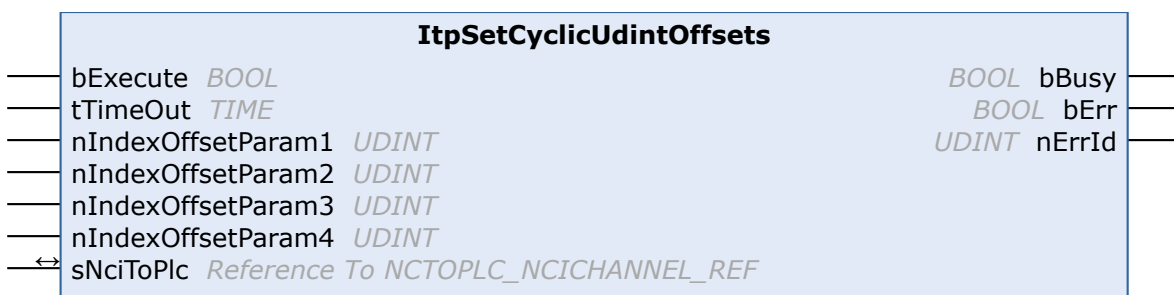 ItpSetCyclicUdintOffsets
bExecute BOOL BOOL bBusy
tTimeOut TIME BOOL bErr
nIndexOffsetParam1 UDINT UDINT nErrId
nIndexOffsetParam2 UDINT
nIndexOffsetParam3 UDINT
nIndexOffsetParam4 UDINT
↔ sNciToPlc Reference To NCTOPLC_NCICHANNEL_REF